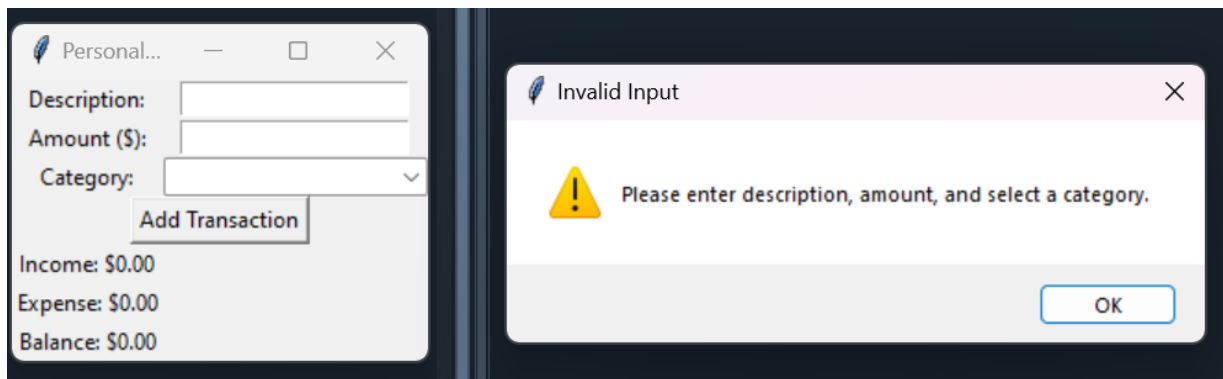 Personal...
Description:
Amount ($):
Category:
Add Transaction
Income: $0.00
Expense: $0.00
Balance: $0.00
Invalid Input
Please enter description, amount, and select a category.
OK